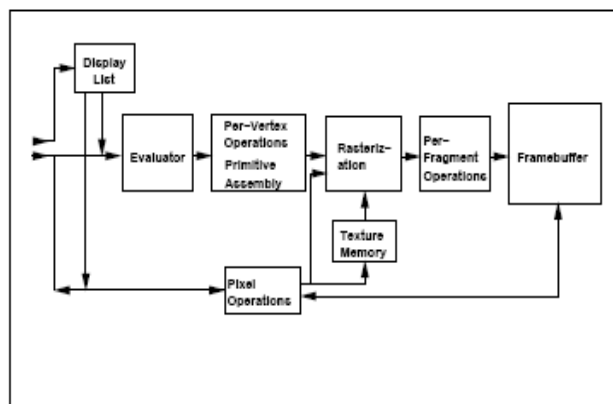 Display
List
Evaluator
Per-Vertex
Operations
Primitive
Assembly
Rasteriz-
ation
Per-
Fragment
Operations
Framebuffer
Texture
Memory
Pixel
Operations